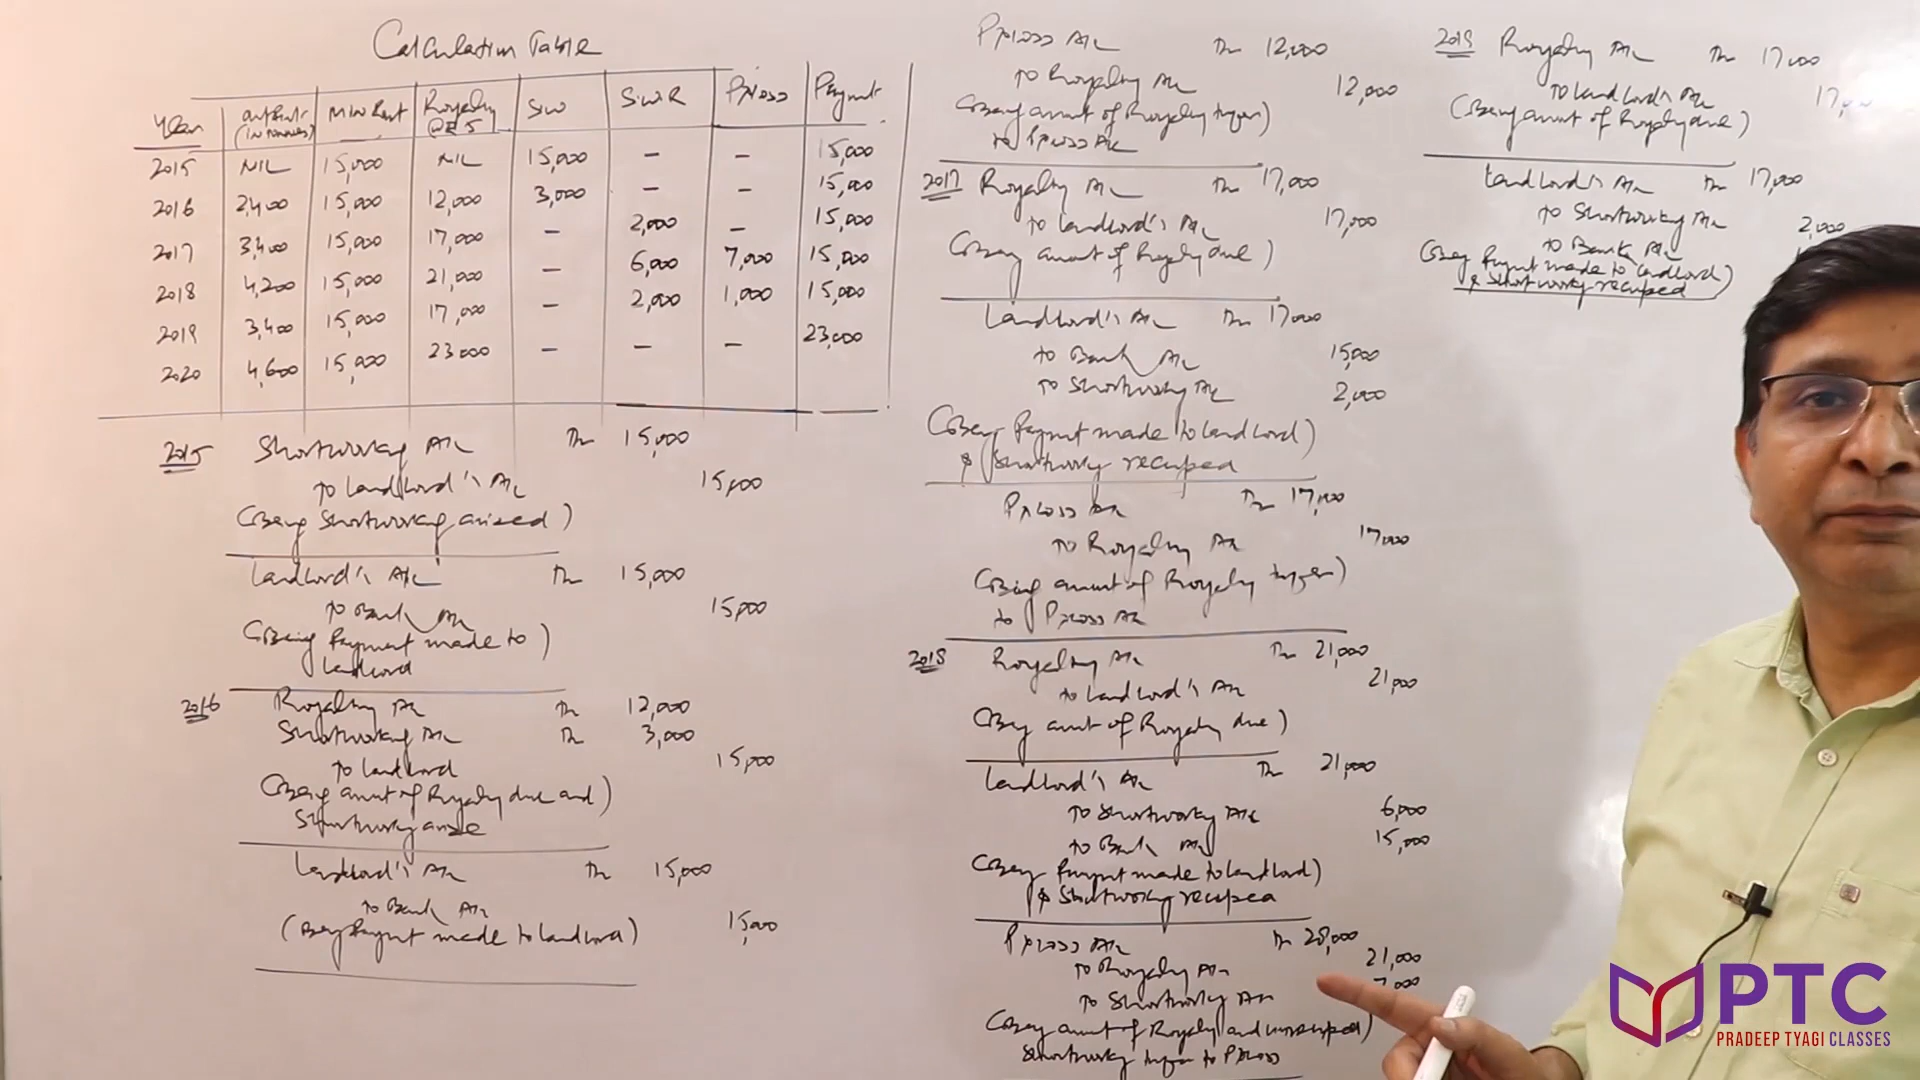 Calculation Table
Year output (in tonnes) Min Rent Royalty @₹5 SW SWR P&Loss Payment
2015 NIL 15,000 NIL 15,000 - - 15,000
2016 2,400 15,000 12,000 3,000 - - 15,000
2017 3,400 15,000 17,000 - 2,000 - 15,000
2018 4,200 15,000 21,000 - 6,000 7,000 15,000
2019 3,400 15,000 17,000 - 2,000 1,000 15,000
2020 4,600 15,000 23000 - - - 23,000
2015 Shortworking A/c Dr 15,000
To Landlord's A/c 15,000
(Being Shortworking arised)
Landlord's A/c Dr 15,000
To Bank A/c 15,000
(Being Payment made to)
Landlord
2016 Royalty A/c Dr 12,000
Shortworking A/c Dr 3,000
To Landlord 15,000
(Being amount of Royalty due and)
Shortworking arise
Landlord's A/c Dr 15,000
To Bank A/c
(Being Payment made to Landlord) 15,000
P&Loss A/c Dr 12,000
To Royalty A/c 12,000
(Being amount of Royalty transfer)
to P&Loss A/c
2017 Royalty A/c Dr 17,000
To Landlord's A/c 17,000
(Being amount of Royalty due)
Landlord's A/c Dr 17000
To Bank A/c 15,000
To Shortworking A/c 2,000
(Being Payment made to Landlord)
& Shortworking recuped
P&Loss A/c Dr 17,000
To Royalty A/c 17000
(Being amount of Royalty transfer)
to P&Loss A/c
2018 Royalty A/c Dr 21,000
To Landlord's A/c 21,000
(Being amount of Royalty due)
Landlord's A/c Dr 21,000
To Shortworking A/c 6,000
To Bank A/c 15,000
(Being Payment made to Landlord)
& Shortworking recuped
P&Loss A/c Dr 28,000
To Royalty A/c 21,000
To Shortworking A/c 7,000
(Being amount of Royalty and unrecuped)
Shortworking transfer to P&Loss
2019 Royalty A/c Dr 17,000
To Landlord's A/c
(Being amount of Royalty due)
Landlord's A/c Dr 17,000
To Shortworking A/c 2,000
To Bank A/c
(Being Payment made to Landlord)
& Shortworking recuped
PTC
PRADEEP TYAGI CLASSES